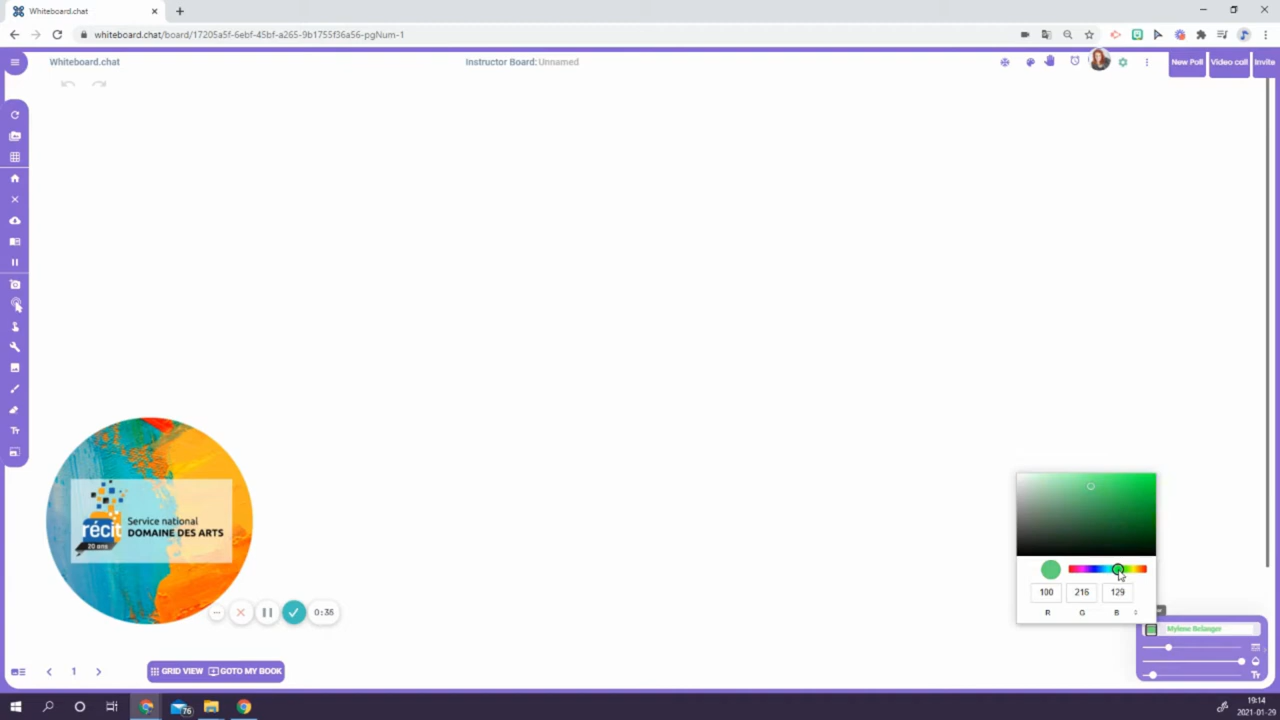 Whiteboard.chat
whiteboard.chat/board/17205a5f-6ebf-45bf-a265-9b1755f36a56-pgNum-1
Whiteboard.chat
Instructor Board: Unnamed
New Poll
Video call
Invite
récit
20 ans
Service national
DOMAINE DES ARTS
0:35
100
216
129
R
G
B
Mylene Belanger
1
GRID VIEW
GOTO MY BOOK
76
19:14
2021-01-29